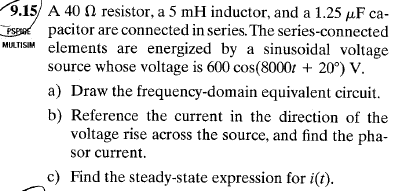 9.15 A 40 Ω resistor, a 5 mH inductor, and a 1.25 μF ca-
PSPICE pacitor are connected in series. The series-connected
MULTISIM elements are energized by a sinusoidal voltage
source whose voltage is 600 cos(8000t + 20°) V.
a) Draw the frequency-domain equivalent circuit.
b) Reference the current in the direction of the
voltage rise across the source, and find the pha-
sor current.
c) Find the steady-state expression for i(t).